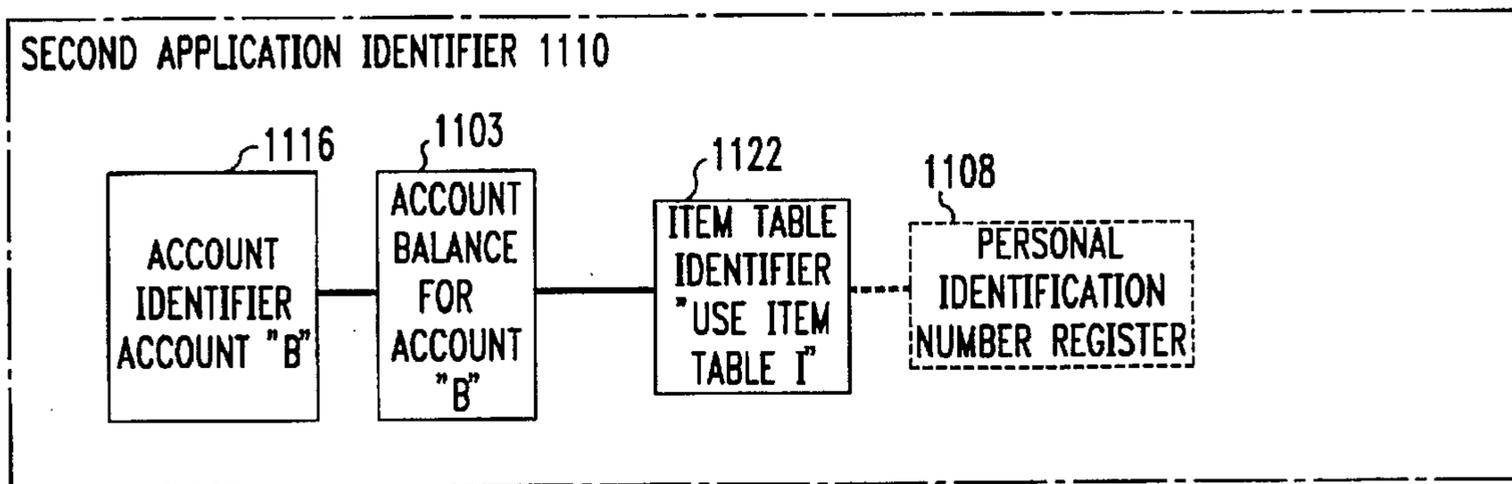 SECOND APPLICATION IDENTIFIER 1110
1116
ACCOUNT
IDENTIFIER
ACCOUNT "B"
1103
ACCOUNT
BALANCE
FOR
ACCOUNT
"B"
1122
ITEM TABLE
IDENTIFIER
"USE ITEM
TABLE I"
1108
PERSONAL
IDENTIFICATION
NUMBER REGISTER